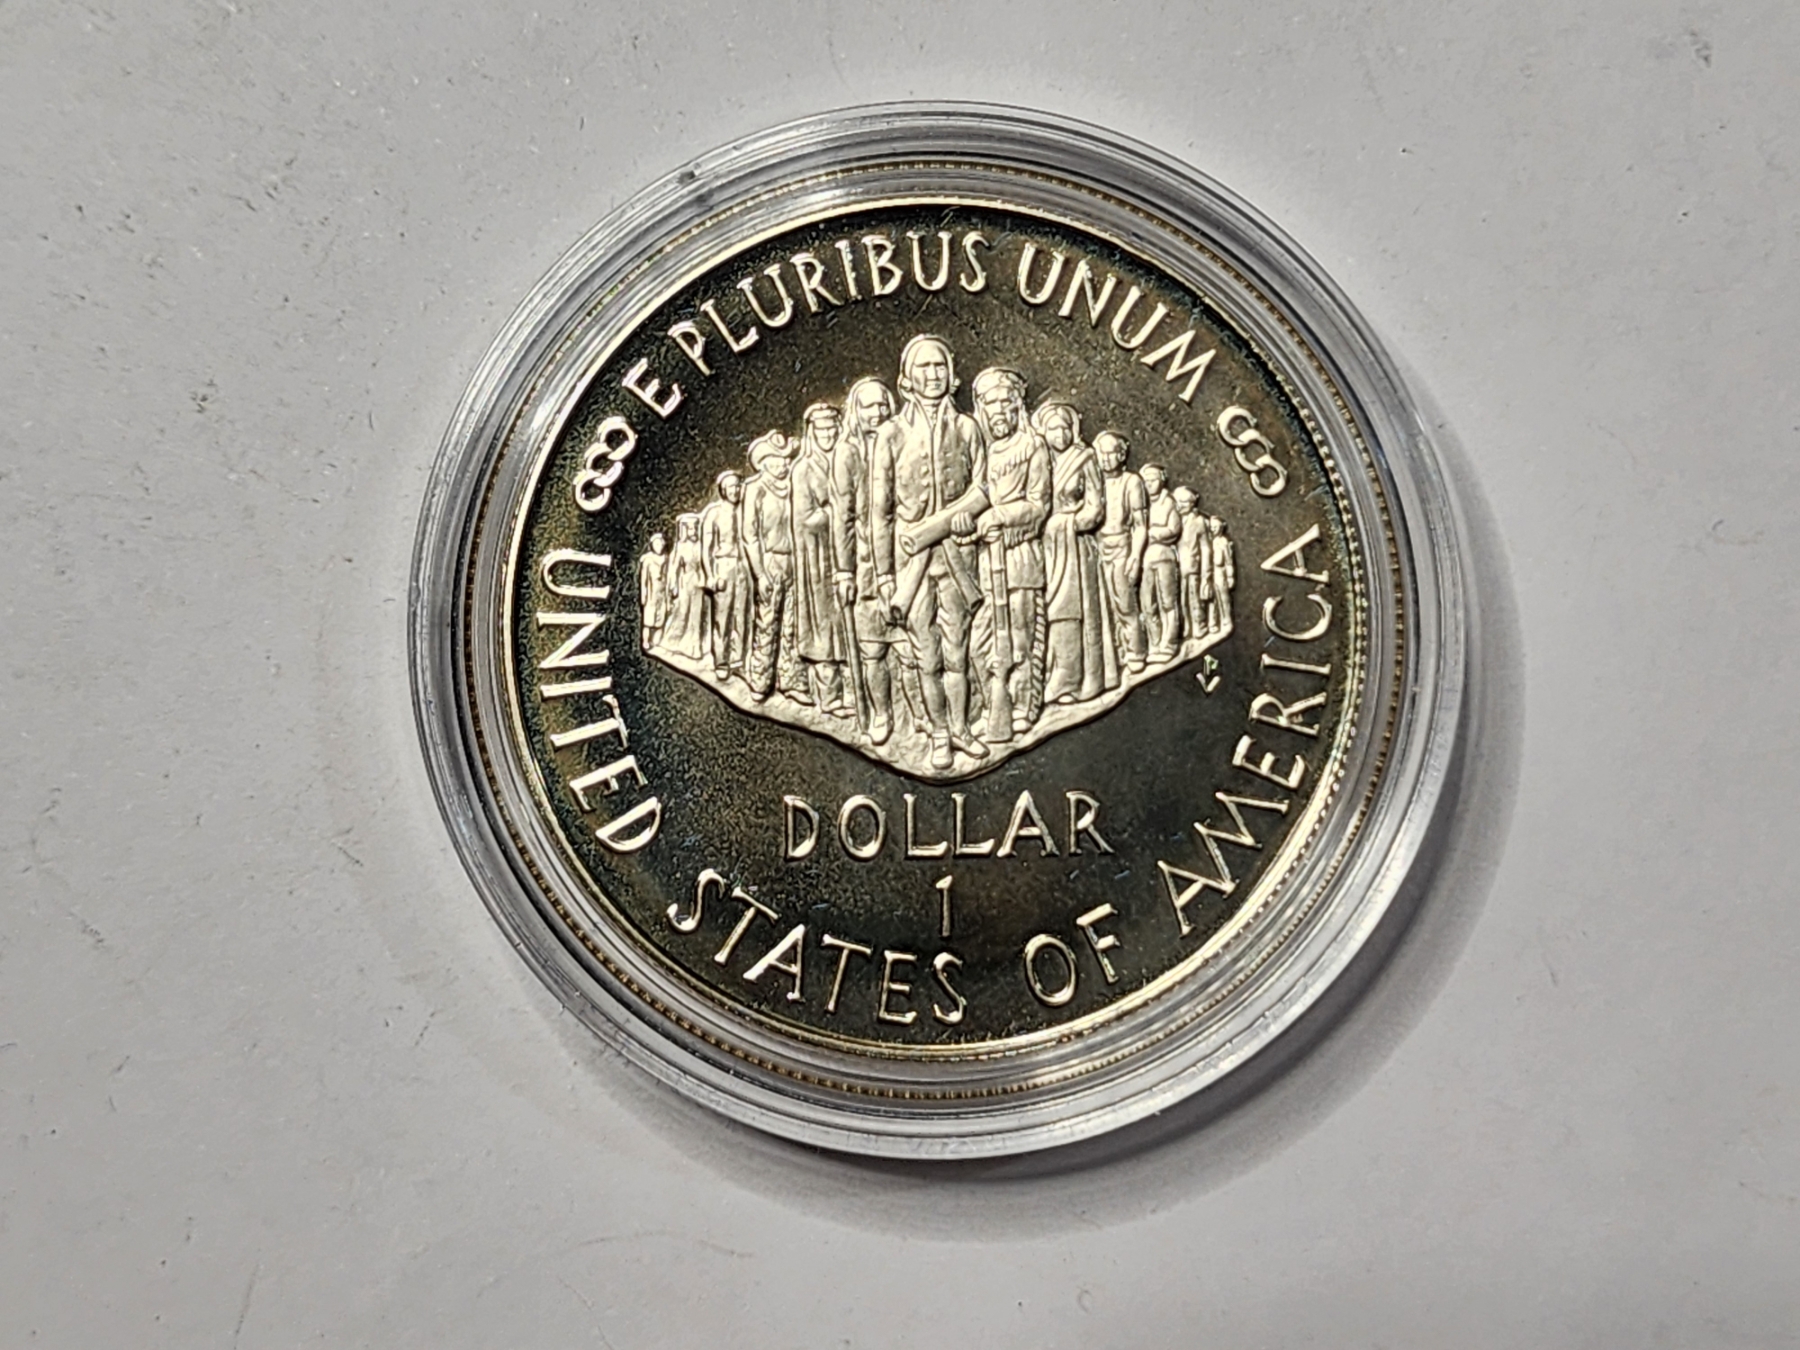 E PLURIBUS UNUM
DOLLAR
1
UNITED STATES OF AMERICA